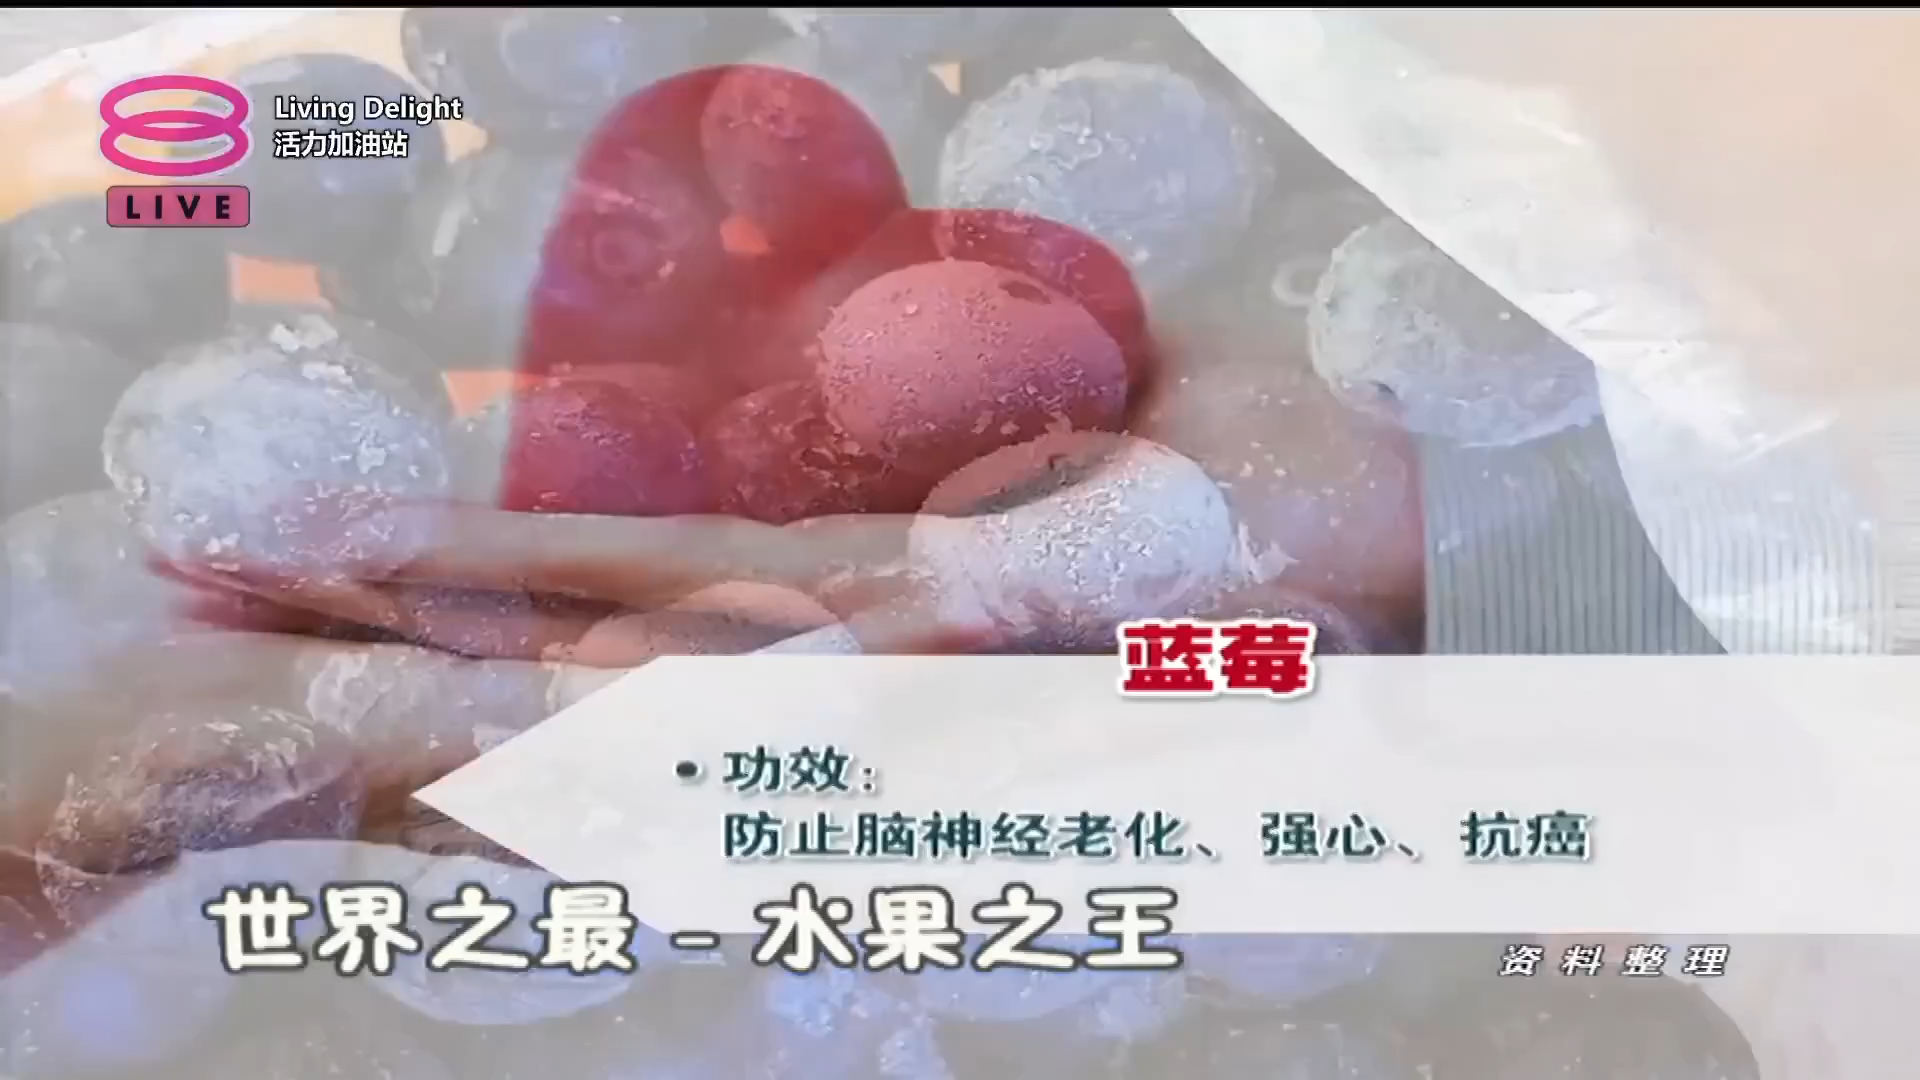 Living Delight
活力加油站
LIVE
蓝莓
• 功效：
防止脑神经老化、强心、抗癌
世界之最 - 水果之王
资料整理